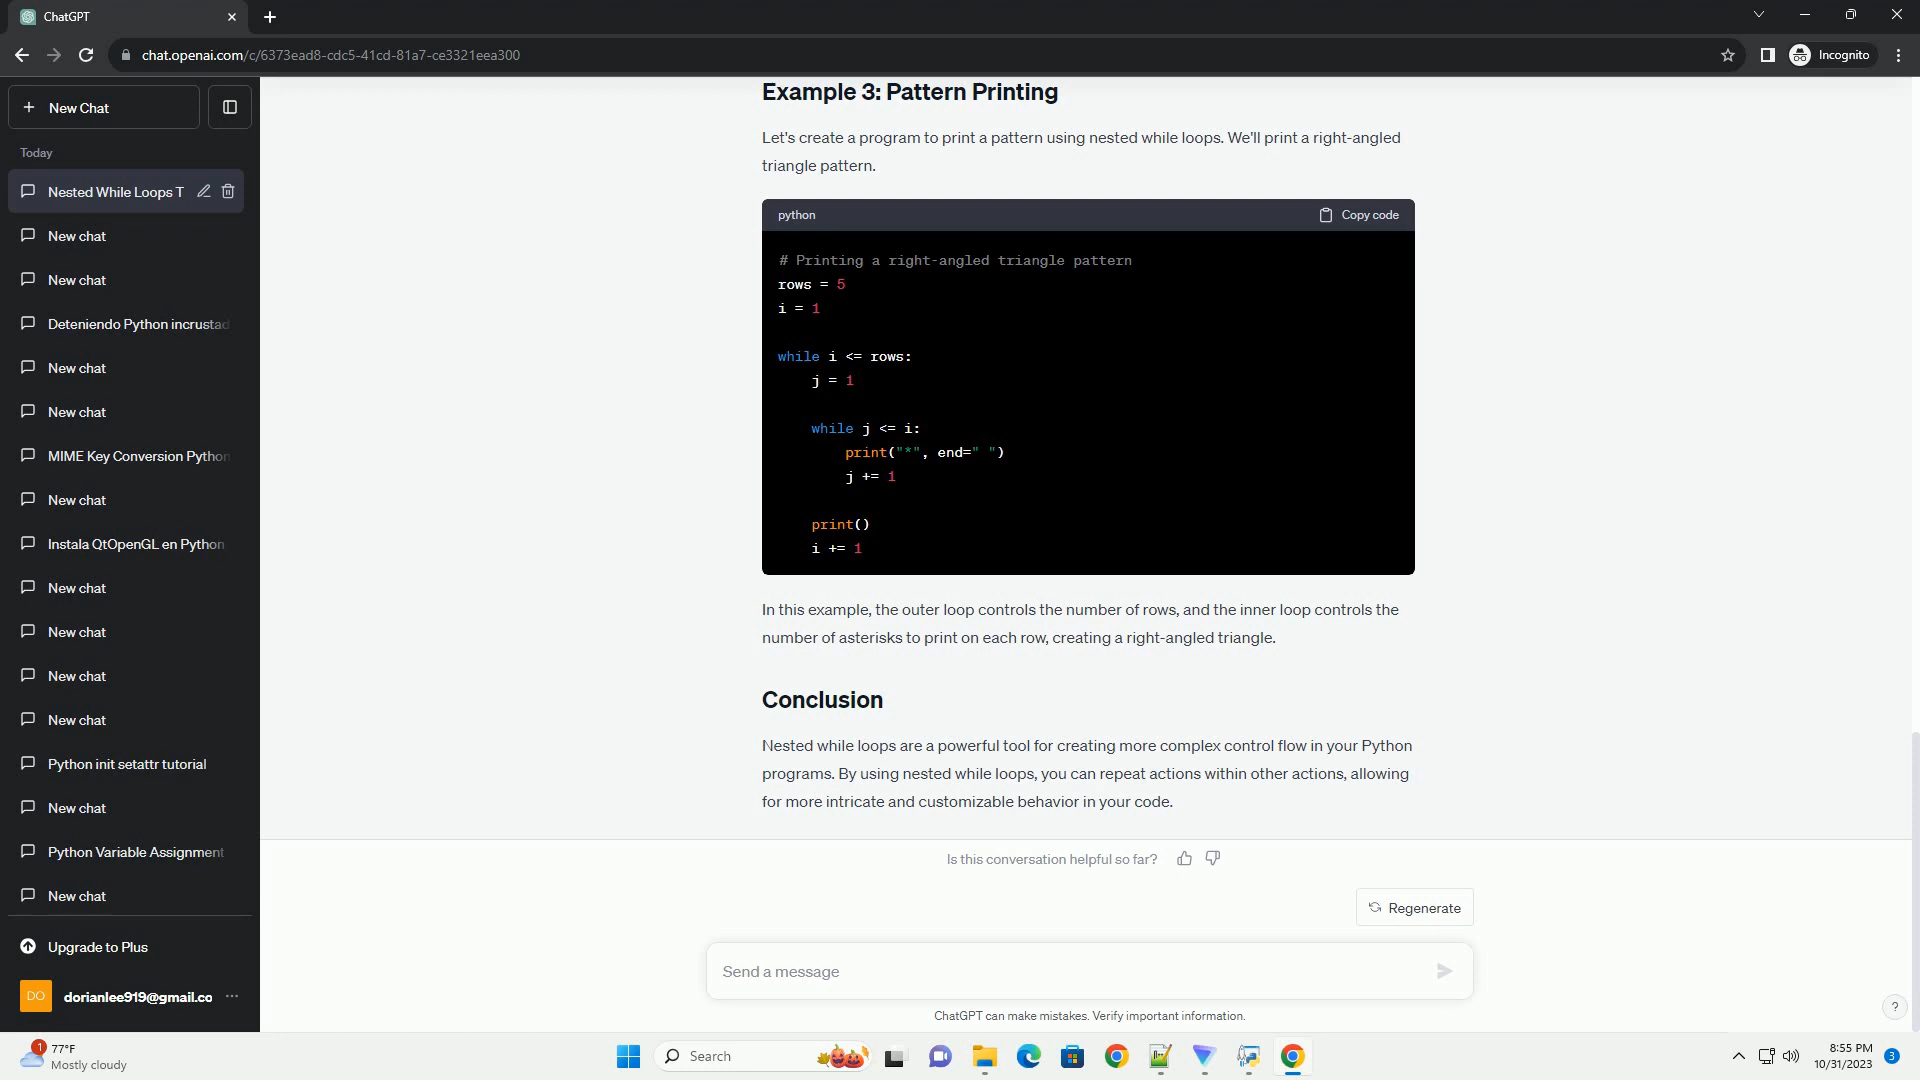 ChatGPT
chat.openai.com/c/6373ead8-cdc5-41cd-81a7-ce3321eea300
Incognito
New Chat
Today
Nested While Loops T
New chat
New chat
Deteniendo Python incrustad
New chat
New chat
MIME Key Conversion Python
New chat
Instala QtOpenGL en Python
New chat
New chat
New chat
New chat
Python init setattr tutorial
New chat
Python Variable Assignment
New chat
Upgrade to Plus
DO
dorianlee919@gmail.co
Example 3: Pattern Printing
Let's create a program to print a pattern using nested while loops. We'll print a right-angled
triangle pattern.
python
Copy code
# Printing a right-angled triangle pattern
rows = 5
i = 1
while i <= rows:
    j = 1
    while j <= i:
        print("*", end=" ")
        j += 1
    print()
    i += 1
In this example, the outer loop controls the number of rows, and the inner loop controls the
number of asterisks to print on each row, creating a right-angled triangle.
Conclusion
Nested while loops are a powerful tool for creating more complex control flow in your Python
programs. By using nested while loops, you can repeat actions within other actions, allowing
for more intricate and customizable behavior in your code.
Is this conversation helpful so far?
Regenerate
Send a message
ChatGPT can make mistakes. Verify important information.
?
1
77°F
Mostly cloudy
Search
8:55 PM
10/31/2023
3